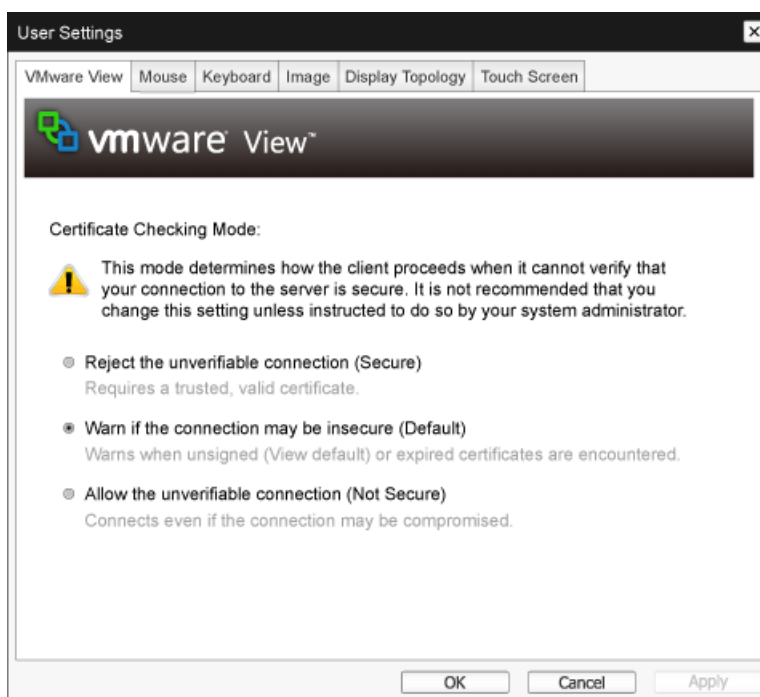 User Settings
VMware View Mouse Keyboard Image Display Topology Touch Screen
vmware View™
Certificate Checking Mode:
This mode determines how the client proceeds when it cannot verify that
your connection to the server is secure. It is not recommended that you
change this setting unless instructed to do so by your system administrator.
Reject the unverifiable connection (Secure)
Requires a trusted, valid certificate.
Warn if the connection may be insecure (Default)
Warns when unsigned (View default) or expired certificates are encountered.
Allow the unverifiable connection (Not Secure)
Connects even if the connection may be compromised.
OK Cancel Apply